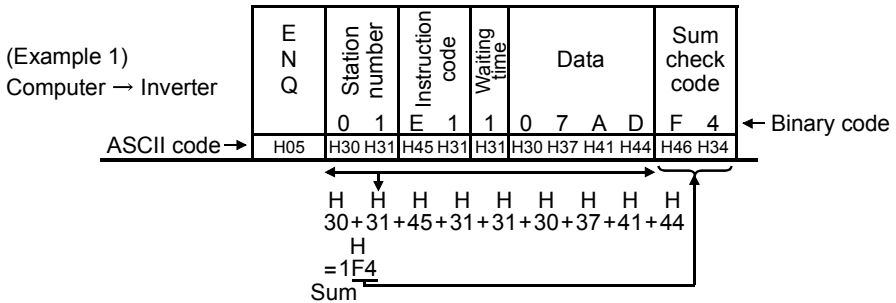 (Example 1)
Computer → Inverter
E
N
Q
Station
number
Instruction
code
Waiting
time
Data
Sum
check
code
0 1 E 1 1 0 7 A D F 4 ← Binary code
ASCII code → H05 H30 H31 H45 H31 H31 H30 H37 H41 H44 H46 H34
H H H H H H H H H
30+31+45+31+31+30+37+41+44
H
=1F4
Sum